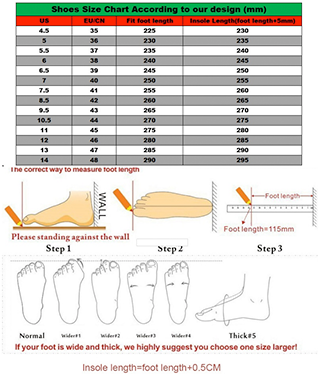 Shoes Size Chart According to our design (mm)
US EU/CN Fit foot length Insole Length(foot length+5mm)
4.5 35 225 230
5 36 230 235
5.5 37 235 240
6 38 240 245
6.5 39 245 250
7 40 250 255
7.5 41 255 260
8.5 42 260 265
9.5 43 265 270
10.5 44 270 275
11 45 275 280
12 46 280 285
13 47 285 290
14 48 290 295
The correct way to measure foot length
WALL
Foot length
Foot length=115mm
Please standing against the wall
Step 1 Step 2 Step 3
Normal Wider#1 Wider#2 Wider#3 Wider#4 Thick#5
If your foot is wide and thick, we highly suggest you choose one size larger!
Insole length=foot length+0.5CM